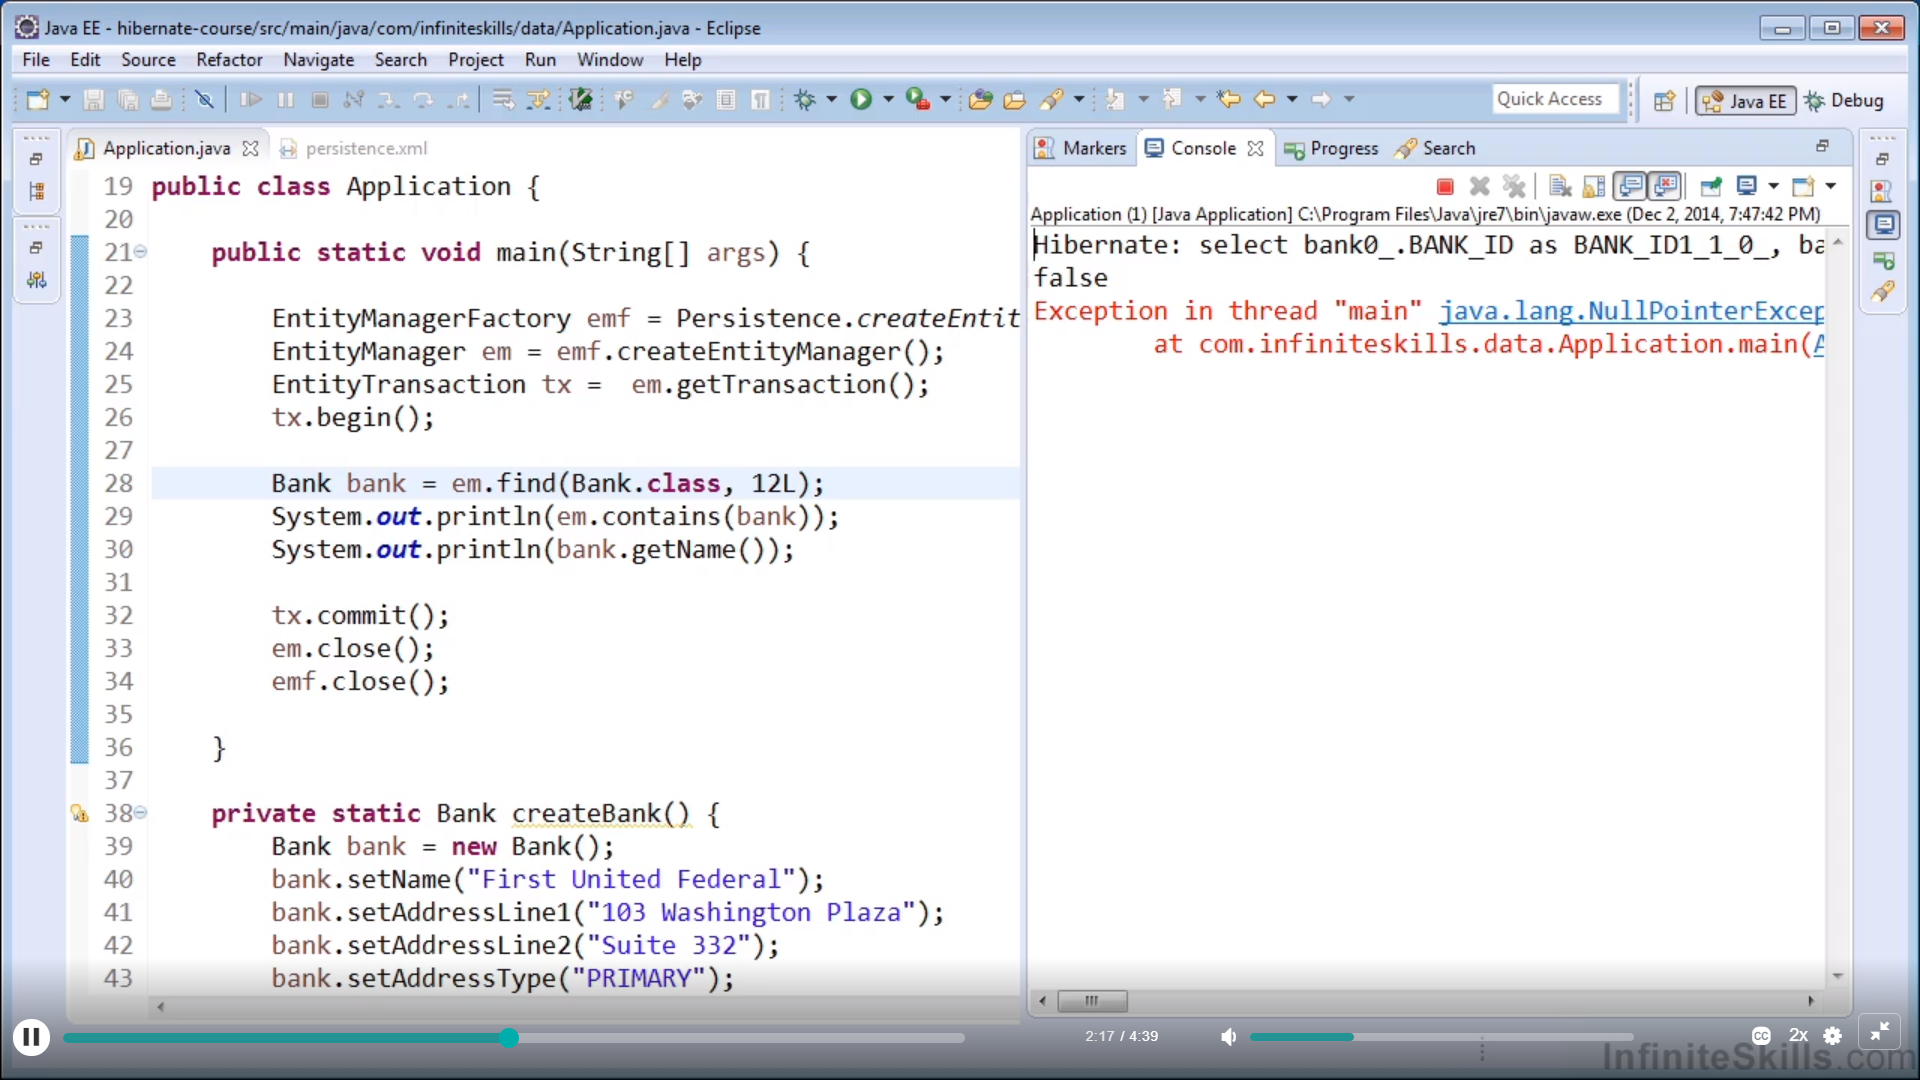 Java EE - hibernate-course/src/main/java/com/infiniteskills/data/Application.java - Eclipse
File Edit Source Refactor Navigate Search Project Run Window Help
Quick Access
Java EE
Debug
Application.java
persistence.xml
19 public class Application {
20
21 public static void main(String[] args) {
22
23 EntityManagerFactory emf = Persistence.createEntit
24 EntityManager em = emf.createEntityManager();
25 EntityTransaction tx =  em.getTransaction();
26 tx.begin();
27
28 Bank bank = em.find(Bank.class, 12L);
29 System.out.println(em.contains(bank));
30 System.out.println(bank.getName());
31
32 tx.commit();
33 em.close();
34 emf.close();
35
36 }
37
38 private static Bank createBank() {
39 Bank bank = new Bank();
40 bank.setName("First United Federal");
41 bank.setAddressLine1("103 Washington Plaza");
42 bank.setAddressLine2("Suite 332");
43 bank.setAddressType("PRIMARY");
Markers Console Progress Search
Application (1) [Java Application] C:\Program Files\Java\jre7\bin\javaw.exe (Dec 2, 2014, 7:47:42 PM)
Hibernate: select bank0_.BANK_ID as BANK_ID1_1_0_, ba
false
Exception in thread "main" java.lang.NullPointerExcep
at com.infiniteskills.data.Application.main(A
2:17 / 4:39
CC
2x
InfiniteSkills.com